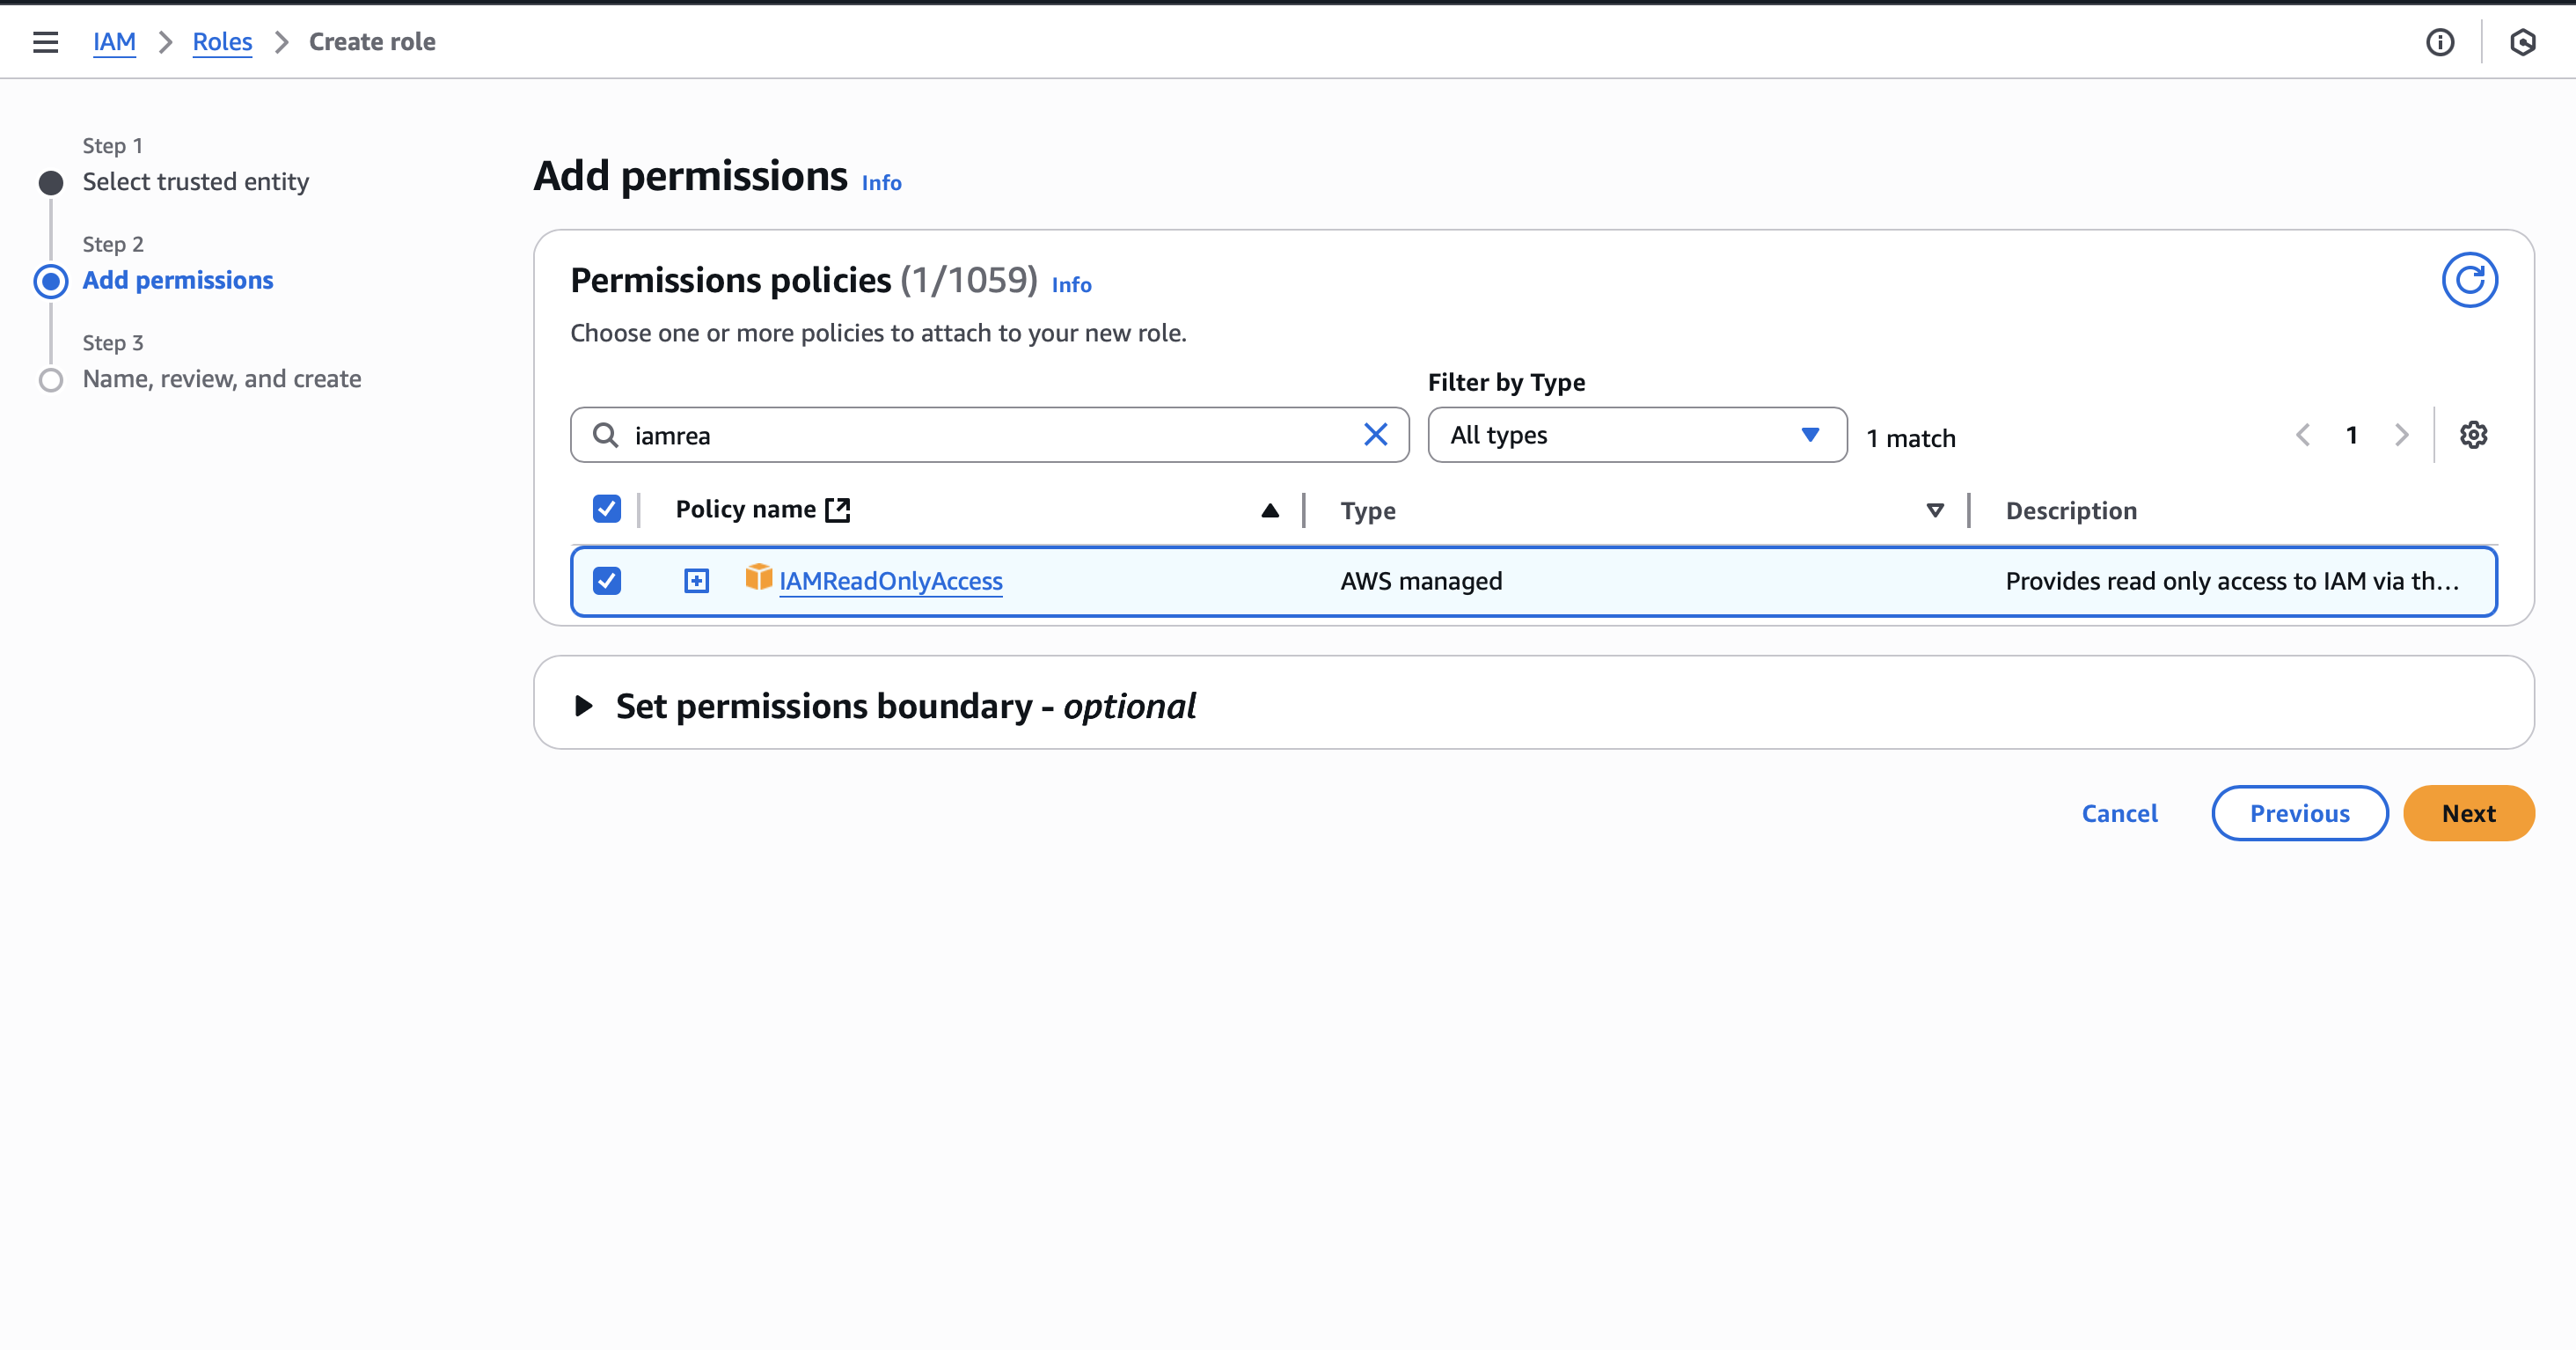 IAM > Roles > Create role
Step 1
Select trusted entity
Step 2
Add permissions
Step 3
Name, review, and create
Add permissions Info
Permissions policies (1/1059) Info
Choose one or more policies to attach to your new role.
Filter by Type
iamrea
All types
1 match
1
Policy name
Type
Description
IAMReadOnlyAccess
AWS managed
Provides read only access to IAM via th...
Set permissions boundary - optional
Cancel
Previous
Next